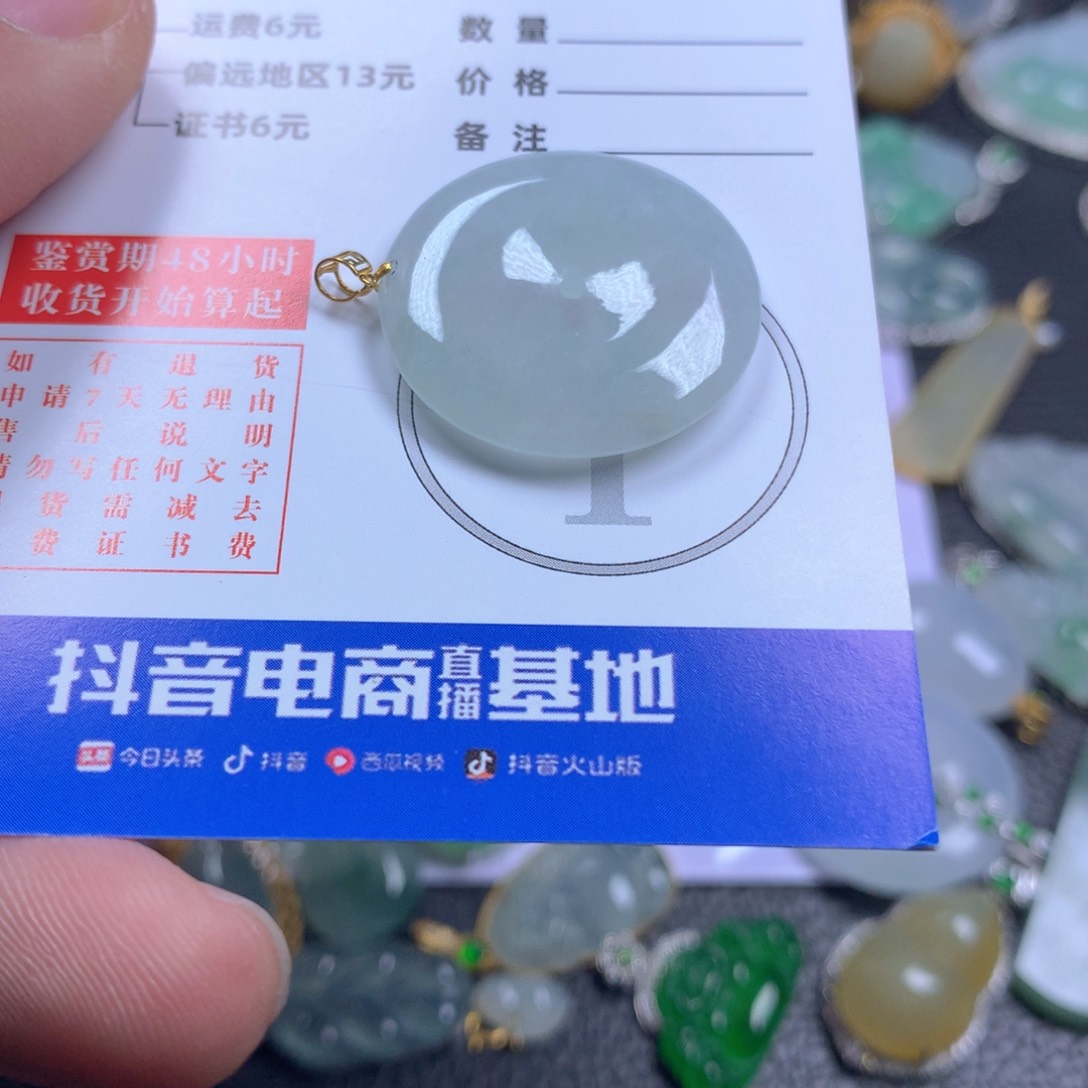 运费6元
偏远地区13元
证书6元
数 量
价 格
备 注
鉴赏期48小时
收货开始算起
如有退货
申请7天无理由
售后说明
请勿写任何文字
货需减去
费证书费
1
抖音电商直播基地
头条 今日头条 抖音 西瓜视频 抖音火山版